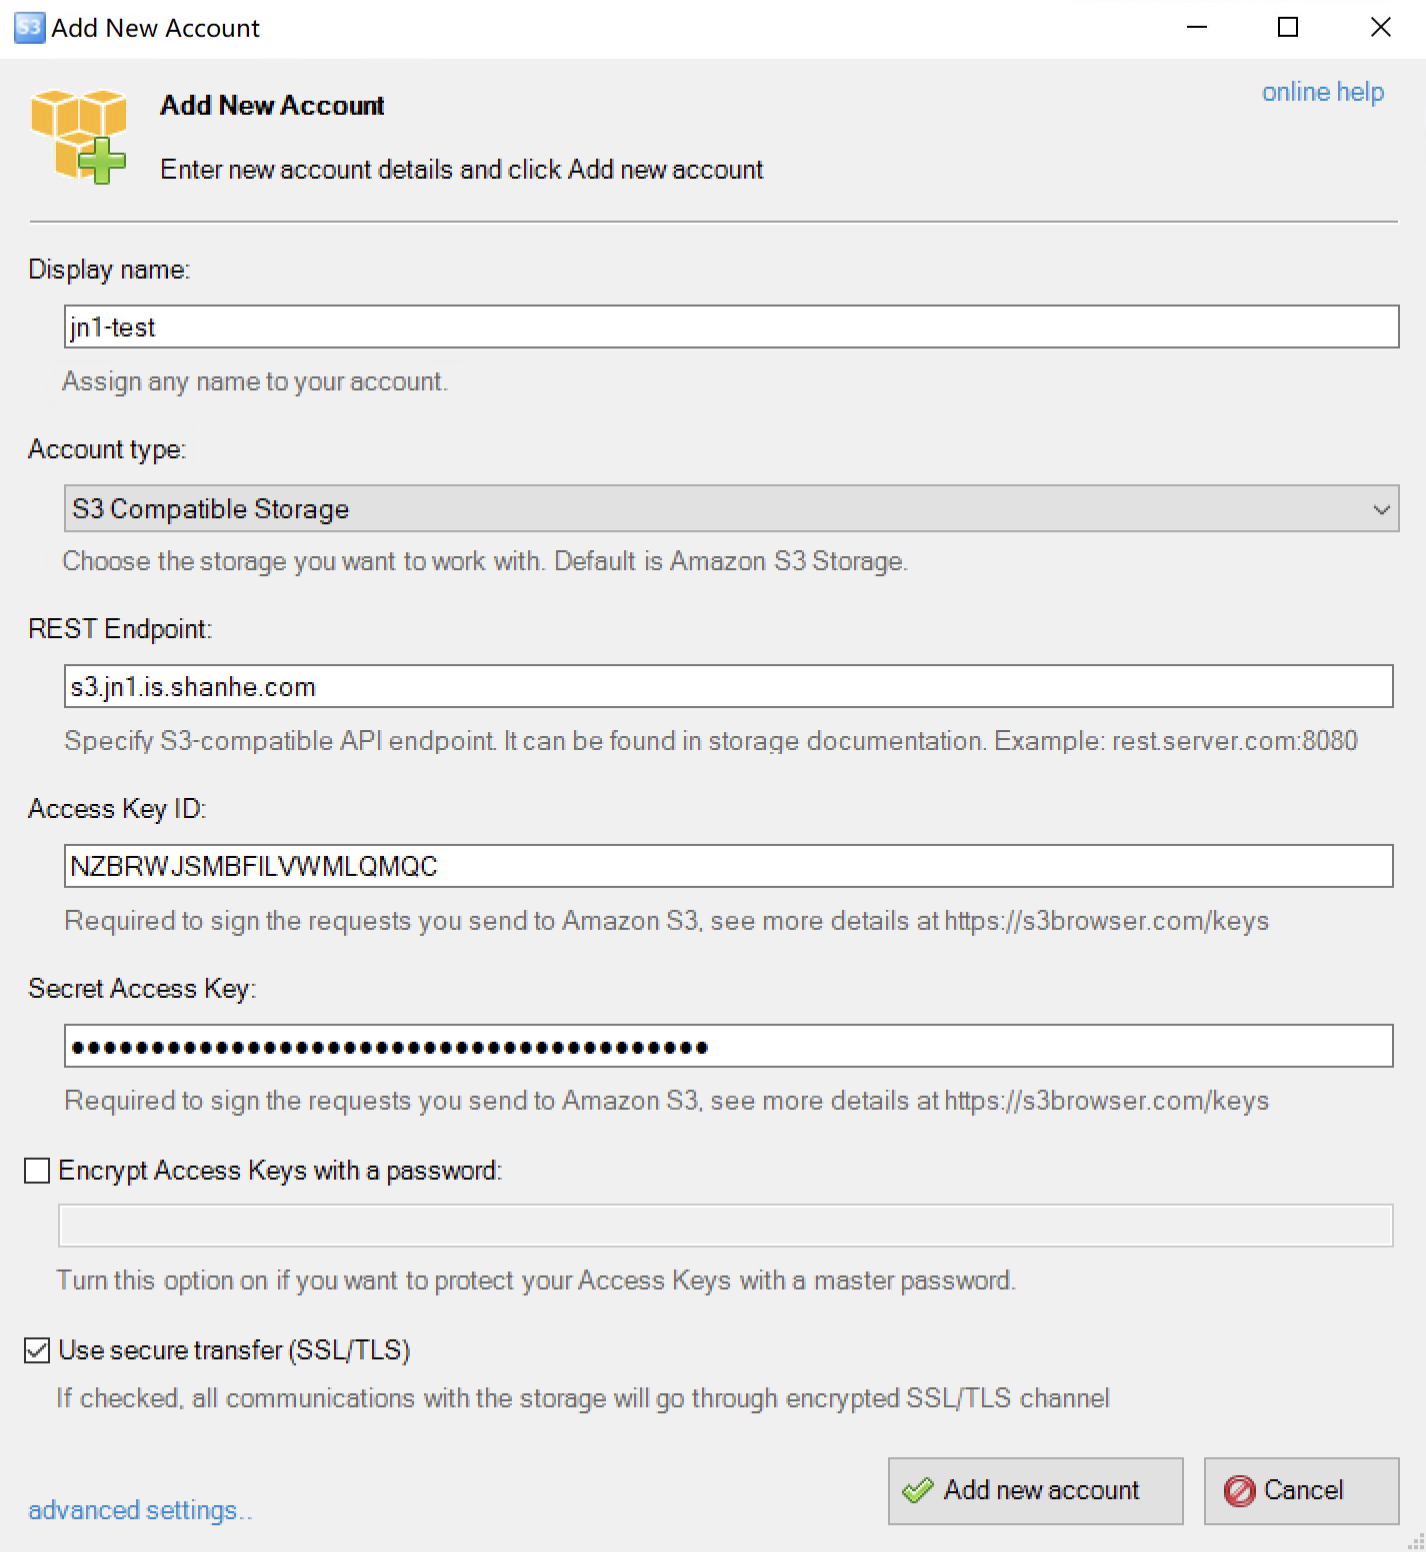 S3 Add New Account
Add New Account
online help
Enter new account details and click Add new account
Display name:
jn1-test
Assign any name to your account.
Account type:
S3 Compatible Storage
Choose the storage you want to work with. Default is Amazon S3 Storage.
REST Endpoint:
s3.jn1.is.shanhe.com
Specify S3-compatible API endpoint. It can be found in storage documentation. Example: rest.server.com:8080
Access Key ID:
NZBRWJSMBFILVWMLQMQC
Required to sign the requests you send to Amazon S3, see more details at https://s3browser.com/keys
Secret Access Key:
●●●●●●●●●●●●●●●●●●●●●●●●●●●●●●●●●●●●●●●●
Required to sign the requests you send to Amazon S3, see more details at https://s3browser.com/keys
Encrypt Access Keys with a password:
Turn this option on if you want to protect your Access Keys with a master password.
Use secure transfer (SSL/TLS)
If checked, all communications with the storage will go through encrypted SSL/TLS channel
Add new account
Cancel
advanced settings..